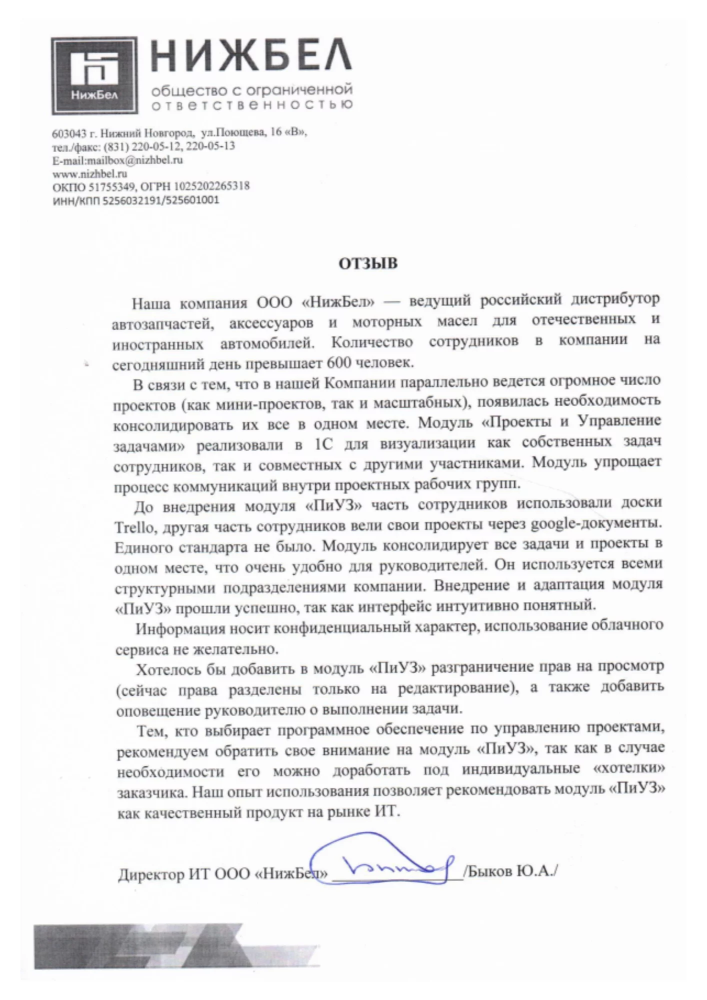 НИЖБЕЛ
НижБел
общество с ограниченной
ответственностью
603043 г. Нижний Новгород, ул.Поющева, 16 «В»,
тел./факс: (831) 220-05-12, 220-05-13
E-mail:mailbox@nizhbel.ru
www.nizhbel.ru
ОКПО 51755349, ОГРН 1025202265318
ИНН/КПП 5256032191/525601001
ОТЗЫВ
Наша компания ООО «НижБел» — ведущий российский дистрибутор
автозапчастей, аксессуаров и моторных масел для отечественных и
иностранных автомобилей. Количество сотрудников в компании на
сегодняшний день превышает 600 человек.
В связи с тем, что в нашей Компании параллельно ведется огромное число
проектов (как мини-проектов, так и масштабных), появилась необходимость
консолидировать их все в одном месте. Модуль «Проекты и Управление
задачами» реализовали в 1С для визуализации как собственных задач
сотрудников, так и совместных с другими участниками. Модуль упрощает
процесс коммуникаций внутри проектных рабочих групп.
До внедрения модуля «ПиУЗ» часть сотрудников использовали доски
Trello, другая часть сотрудников вели свои проекты через google-документы.
Единого стандарта не было. Модуль консолидирует все задачи и проекты в
одном месте, что очень удобно для руководителей. Он используется всеми
структурными подразделениями компании. Внедрение и адаптация модуля
«ПиУЗ» прошли успешно, так как интерфейс интуитивно понятный.
Информация носит конфиденциальный характер, использование облачного
сервиса не желательно.
Хотелось бы добавить в модуль «ПиУЗ» разграничение прав на просмотр
(сейчас права разделены только на редактирование), а также добавить
оповещение руководителю о выполнении задачи.
Тем, кто выбирает программное обеспечение по управлению проектами,
рекомендуем обратить свое внимание на модуль «ПиУЗ», так как в случае
необходимости его можно доработать под индивидуальные «хотелки»
заказчика. Наш опыт использования позволяет рекомендовать модуль «ПиУЗ»
как качественный продукт на рынке ИТ.
Директор ИТ ООО «НижБел» /Быков Ю.А./